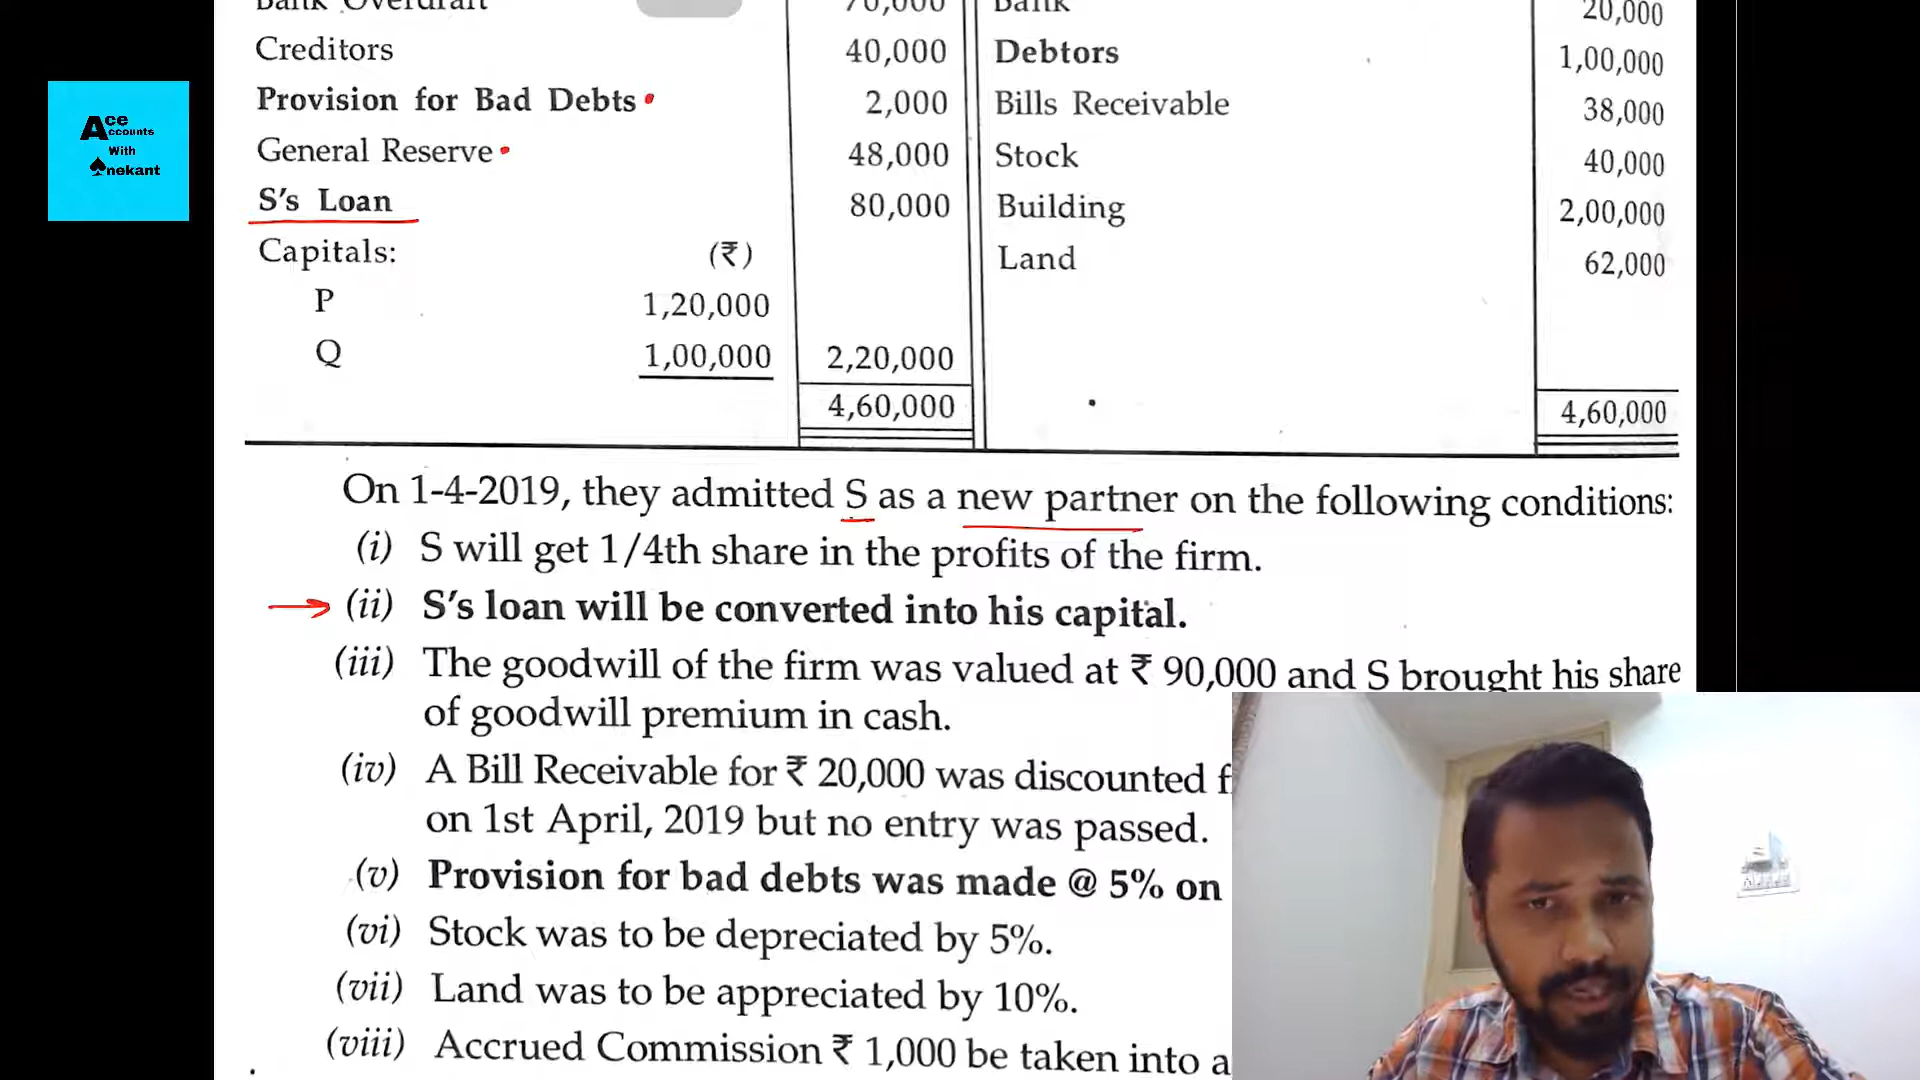 Bank Overdraft 70,000 Bank 20,000
Creditors 40,000 Debtors 1,00,000
Provision for Bad Debts 2,000 Bills Receivable 38,000
General Reserve 48,000 Stock 40,000
S's Loan 80,000 Building 2,00,000
Capitals: (₹) Land 62,000
P 1,20,000
Q 1,00,000 2,20,000
4,60,000 4,60,000
Ace
Accounts
With
Anekant
On 1-4-2019, they admitted S as a new partner on the following conditions:
(i) S will get 1/4th share in the profits of the firm.
(ii) S's loan will be converted into his capital.
(iii) The goodwill of the firm was valued at ₹ 90,000 and S brought his share
of goodwill premium in cash.
(iv) A Bill Receivable for ₹ 20,000 was discounted f
on 1st April, 2019 but no entry was passed.
(v) Provision for bad debts was made @ 5% on
(vi) Stock was to be depreciated by 5%.
(vii) Land was to be appreciated by 10%.
(viii) Accrued Commission ₹ 1,000 be taken into a